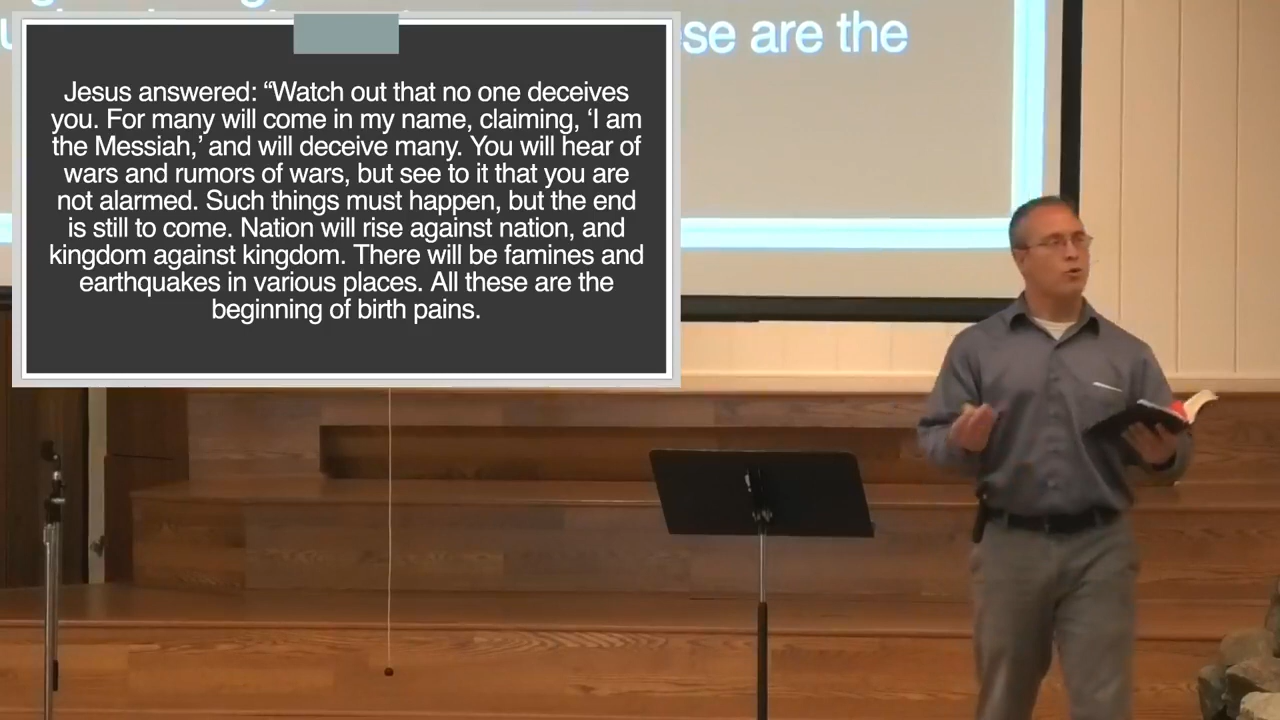 se are the
Jesus answered: “Watch out that no one deceives
you. For many will come in my name, claiming, ‘I am
the Messiah,’ and will deceive many. You will hear of
wars and rumors of wars, but see to it that you are
not alarmed. Such things must happen, but the end
is still to come. Nation will rise against nation, and
kingdom against kingdom. There will be famines and
earthquakes in various places. All these are the
beginning of birth pains.